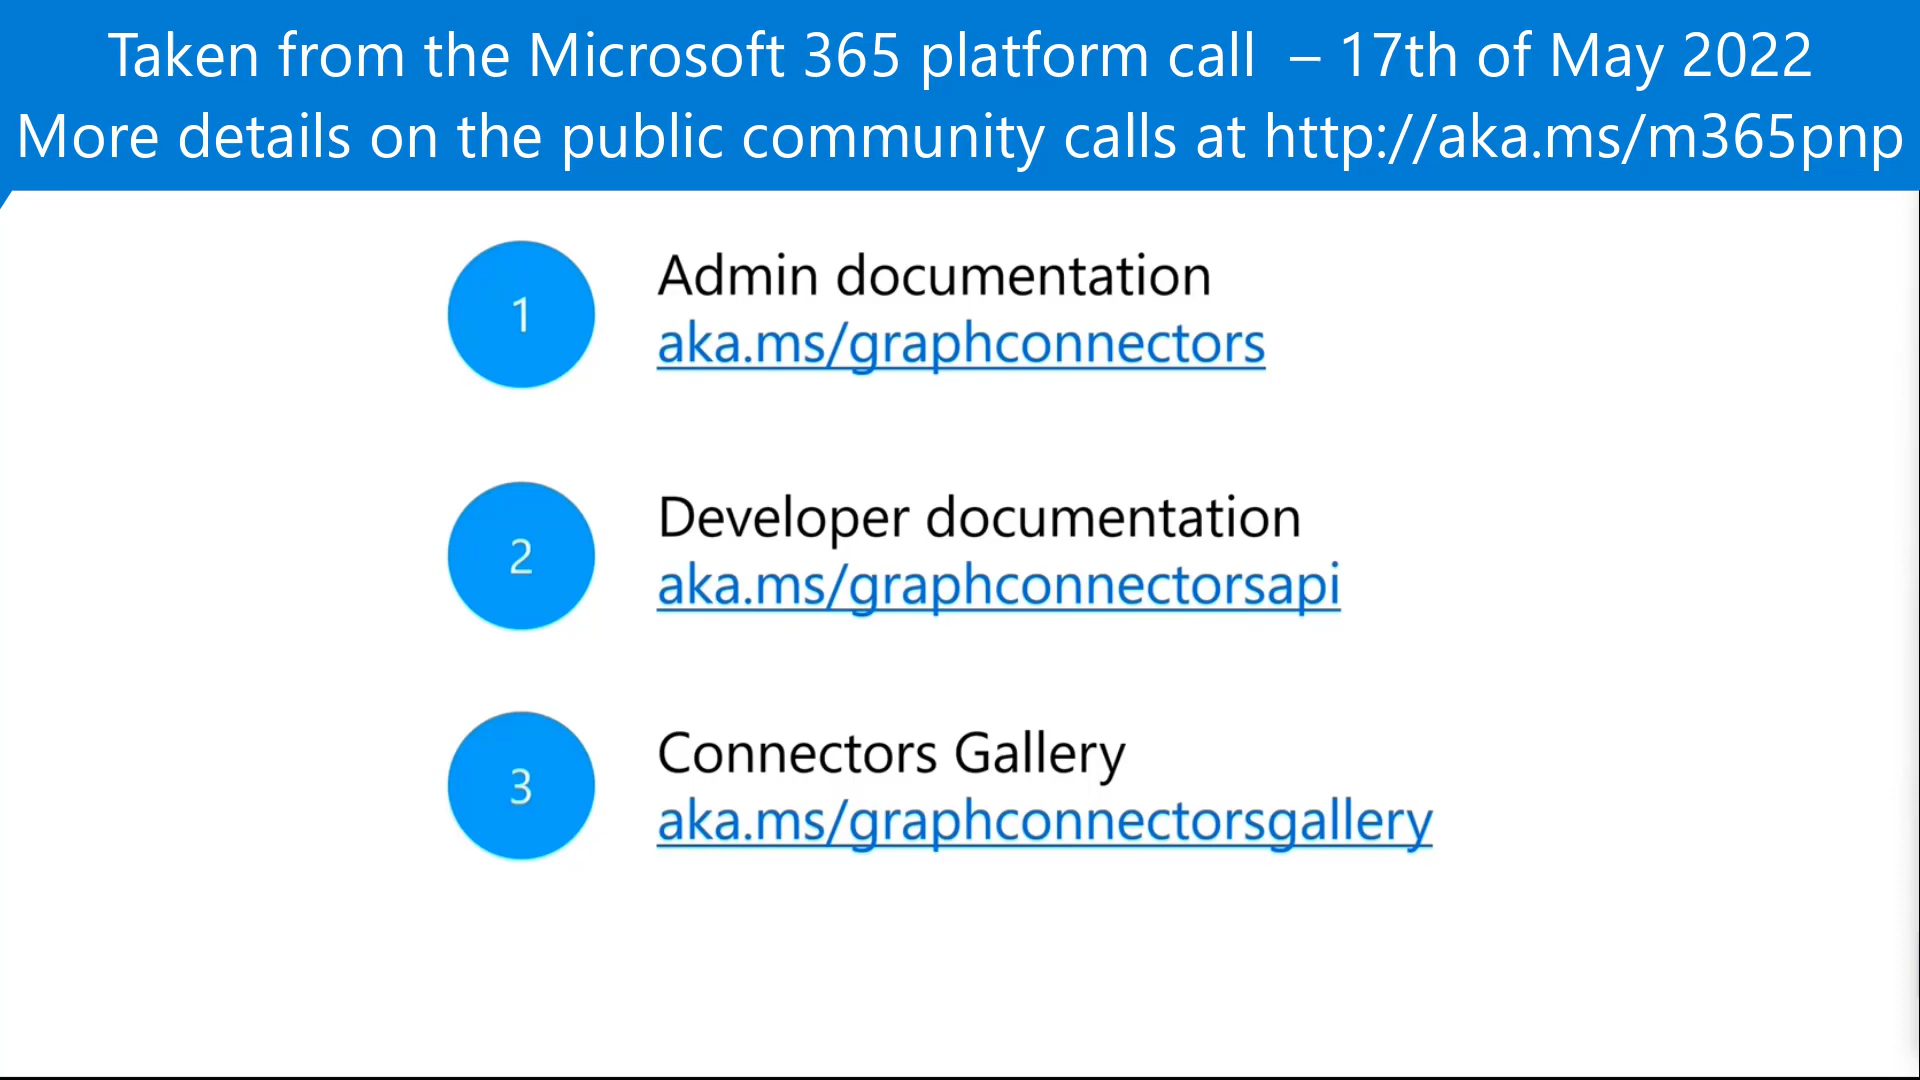 Taken from the Microsoft 365 platform call – 17th of May 2022
More details on the public community calls at http://aka.ms/m365pnp
1
Admin documentation
aka.ms/graphconnectors
2
Developer documentation
aka.ms/graphconnectorsapi
3
Connectors Gallery
aka.ms/graphconnectorsgallery